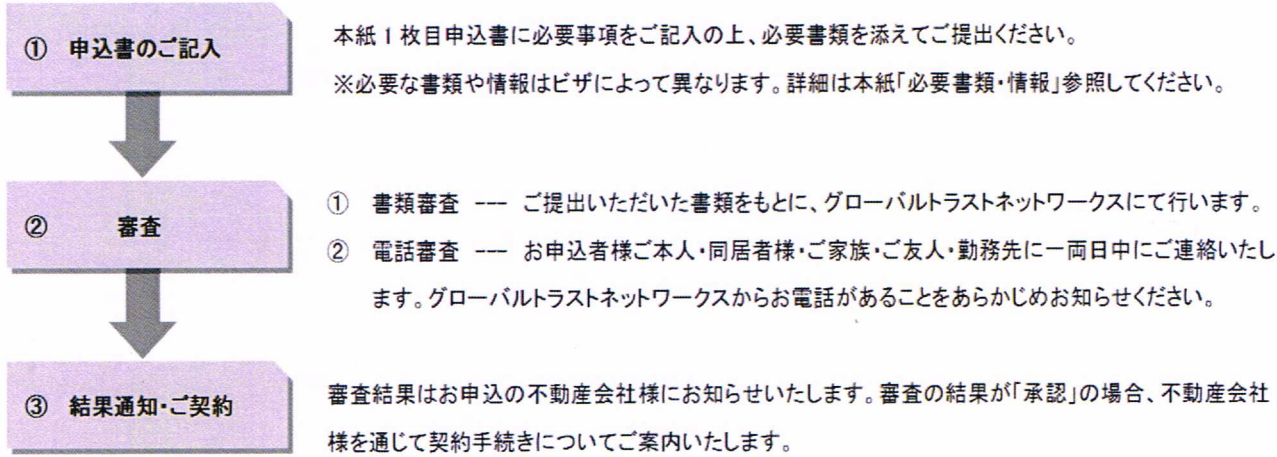 ① 申込書のご記入
本紙1枚目申込書に必要事項をご記入の上、必要書類を添えてご提出ください。
※必要な書類や情報はビザによって異なります。詳細は本紙「必要書類・情報」参照してください。
② 審査
① 書類審査 --- ご提出いただいた書類をもとに、グローバルトラストネットワークスにて行います。
② 電話審査 --- お申込者様ご本人・同居者様・ご家族・ご友人・勤務先に一両日中にご連絡いたし
ます。グローバルトラストネットワークスからお電話があることをあらかじめお知らせください。
③ 結果通知・ご契約
審査結果はお申込の不動産会社様にお知らせいたします。審査の結果が「承認」の場合、不動産会社
様を通じて契約手続きについてご案内いたします。